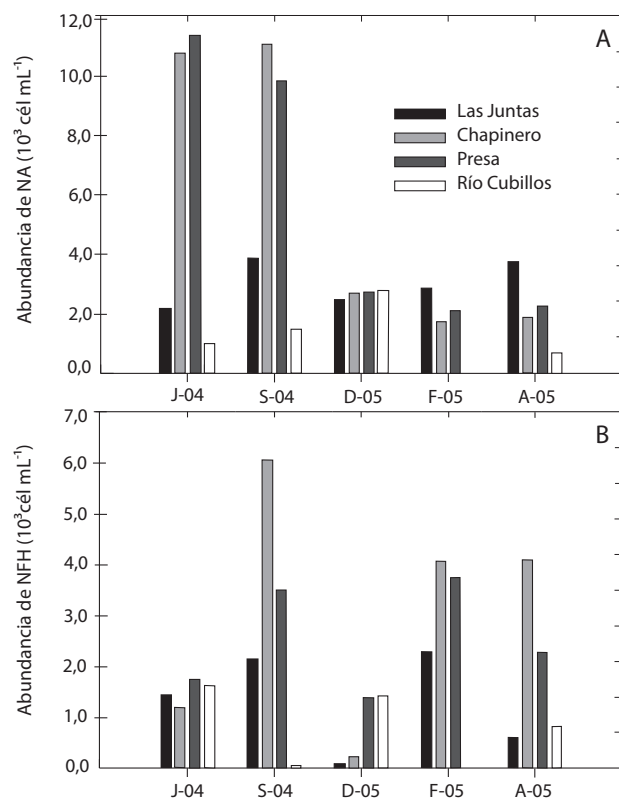 12,0
A
10,0
8,0
6,0
4,0
2,0
0,0
Abundancia de NA (10³ cél mL⁻¹)
Las Juntas
Chapinero
Presa
Río Cubillos
J-04 S-04 D-05 F-05 A-05
7,0
B
6,0
5,0
4,0
3,0
2,0
1,0
0,0
Abundancia de NFH (10³cél mL⁻¹)
J-04 S-04 D-05 F-05 A-05